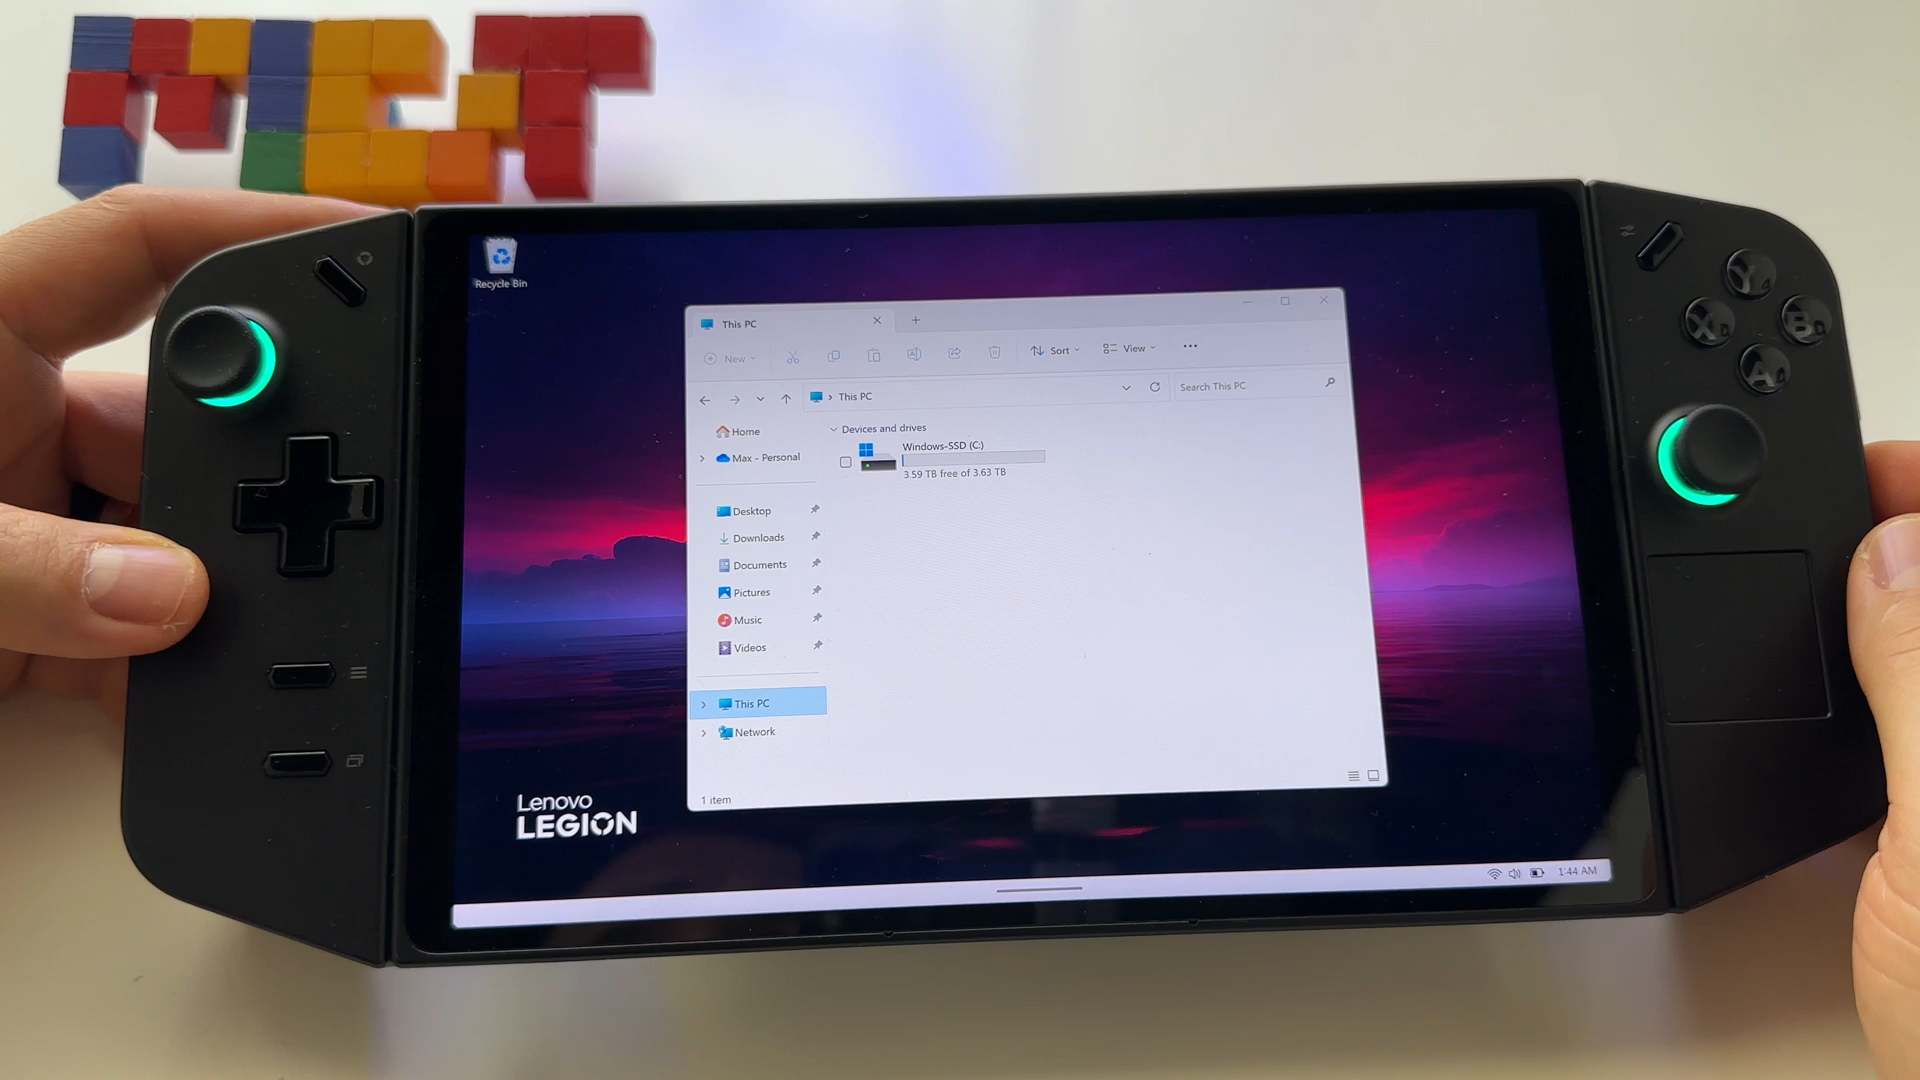 Recycle Bin
This PC
New
Sort
View
This PC
Search This PC
Home
Max - Personal
Desktop
Downloads
Documents
Pictures
Music
Videos
This PC
Network
Devices and drives
Windows-SSD (C:)
3.59 TB free of 3.63 TB
1 item
Lenovo
LEGION
1:44 AM
Y
X
B
A